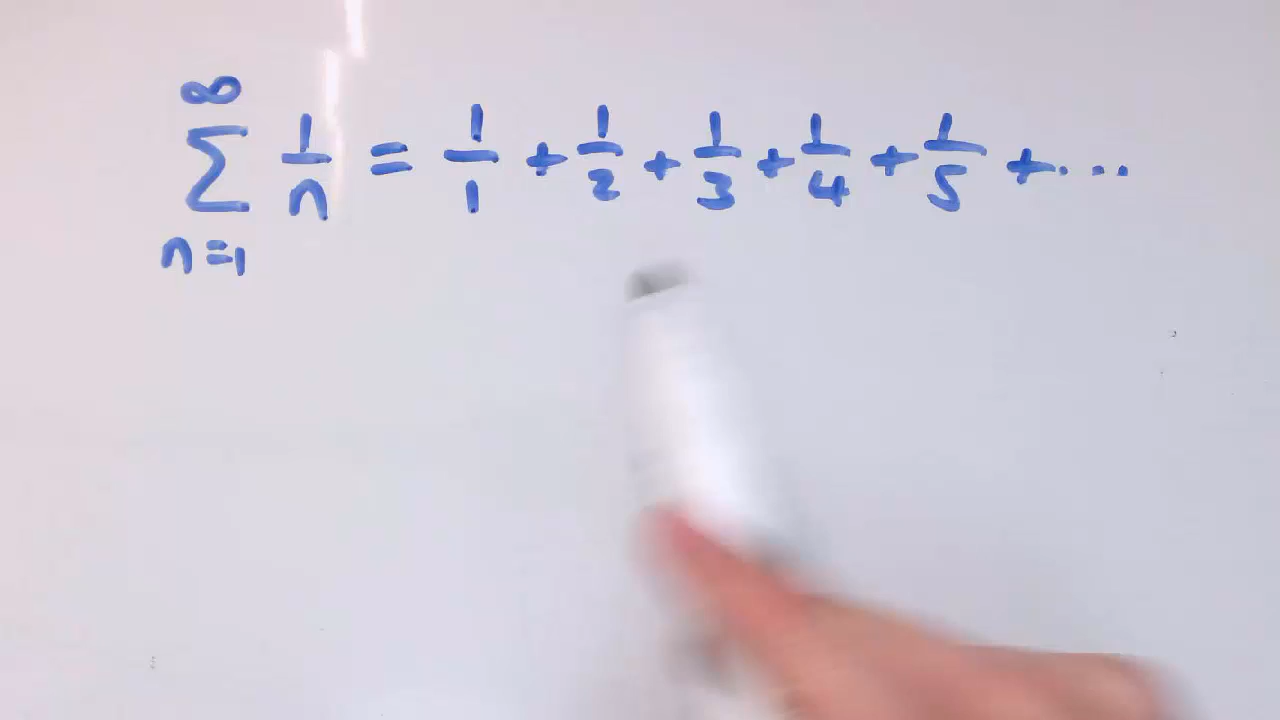 ∞∑n=1 1/n = 1/1 + 1/2 + 1/3 + 1/4 + 1/5 + ...